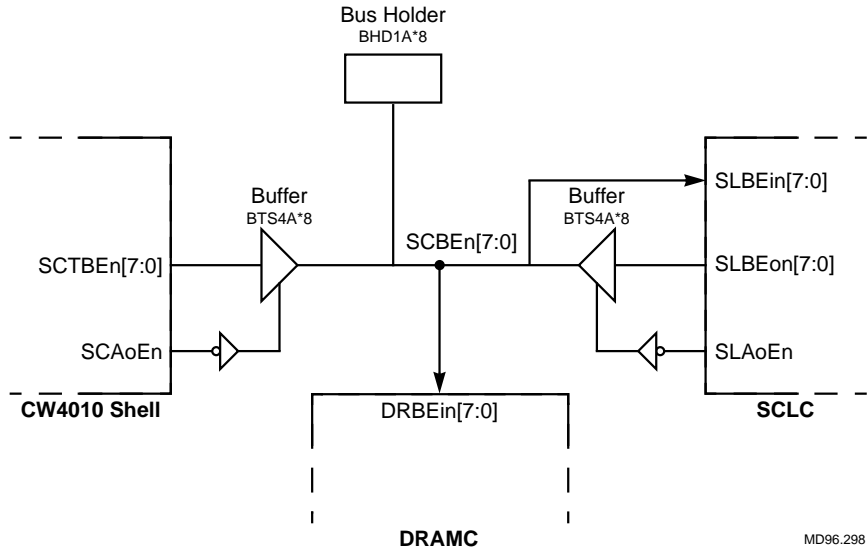 Bus Holder
BHD1A*8
Buffer
BTS4A*8
Buffer
BTS4A*8
SLBEin[7:0]
SCBEn[7:0]
SCTBEn[7:0]
SLBEon[7:0]
SCAoEn
SLAoEn
CW4010 Shell
DRBEin[7:0]
SCLC
DRAMC
MD96.298